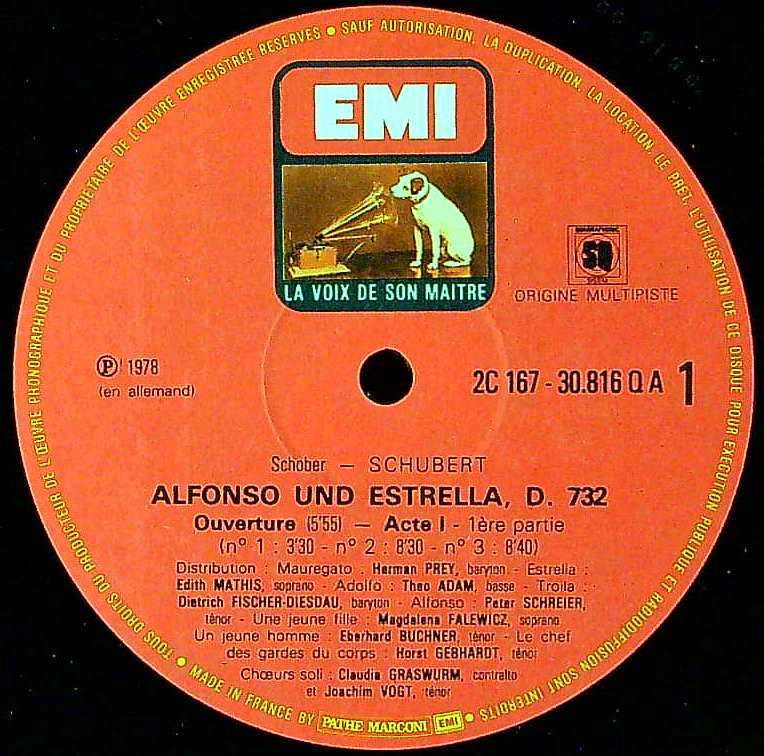 TOUS DROITS DU PRODUCTEUR DE L'ŒUVRE PHONOGRAPHIQUE ET DU PROPRIETAIRE DE L'ŒUVRE ENREGISTREE RESERVES • SAUF AUTORISATION, LA DUPLICATION, LA LOCATION, LE PRET, L'UTILISATION DE CE DISQUE POUR EXECUTION PUBLIQUE ET RADIODIFFUSION SONT INTERDITS •
EMI
LA VOIX DE SON MAITRE
SQ
ORIGINE MULTIPISTE
Ⓟ 1978
(en allemand)
2C 167 - 30.816 Q A 1
Schober — SCHUBERT
ALFONSO UND ESTRELLA, D. 732
Ouverture (5'55) — Acte I - 1ère partie
(n° 1 : 3'30 - n° 2 : 8'30 - n° 3 : 8'40)
Distribution : Mauregato : Herman PREY, baryton - Estrella :
Edith MATHIS, soprano - Adolfo : Theo ADAM, basse - Troila :
Dietrich FISCHER-DIESDAU, baryton - Alfonso : Peter SCHREIER,
ténor - Une jeune fille : Magdalena FALEWICZ, soprano
Un jeune homme : Eberhard BUCHNER, ténor - Le chef
des gardes du corps : Horst GEBHARDT, ténor
Chœurs soli : Claudia GRASWURM, contralto
et Joachim VOGT, ténor
MADE IN FRANCE BY PATHE MARCONI EMI